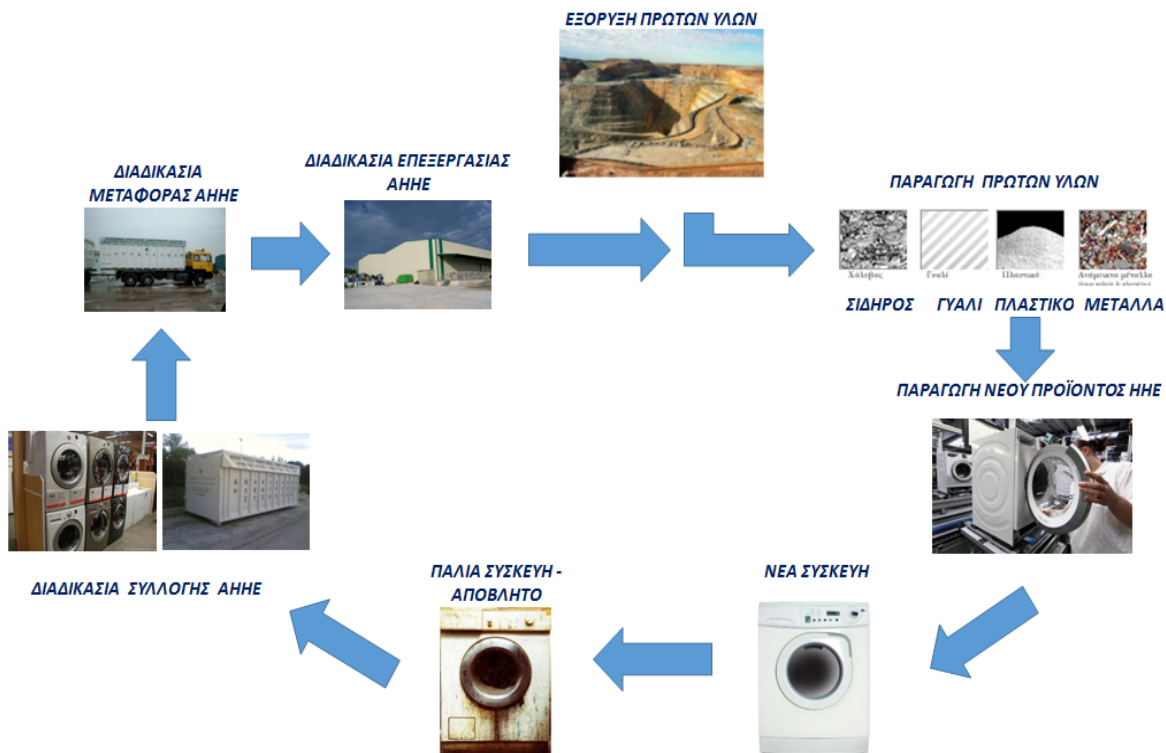 ΕΞΟΡΥΞΗ ΠΡΩΤΩΝ ΥΛΩΝ
ΔΙΑΔΙΚΑΣΙΑ
ΜΕΤΑΦΟΡΑΣ ΑΗΗΕ
ΔΙΑΔΙΚΑΣΙΑ ΕΠΕΞΕΡΓΑΣΙΑΣ
ΑΗΗΕ
ΠΑΡΑΓΩΓΗ ΠΡΩΤΩΝ ΥΛΩΝ
Χάλυβας Γυαλί Πλαστικό Ανάμεικτα μέταλλα
ΣΙΔΗΡΟΣ ΓΥΑΛΙ ΠΛΑΣΤΙΚΟ ΜΕΤΑΛΛΑ
ΠΑΡΑΓΩΓΗ ΝΕΟΥ ΠΡΟΪΟΝΤΟΣ ΗΗΕ
ΔΙΑΔΙΚΑΣΙΑ ΣΥΛΛΟΓΗΣ ΑΗΗΕ
ΠΑΛΙΑ ΣΥΣΚΕΥΗ -
ΑΠΟΒΛΗΤΟ
ΝΕΑ ΣΥΣΚΕΥΗ